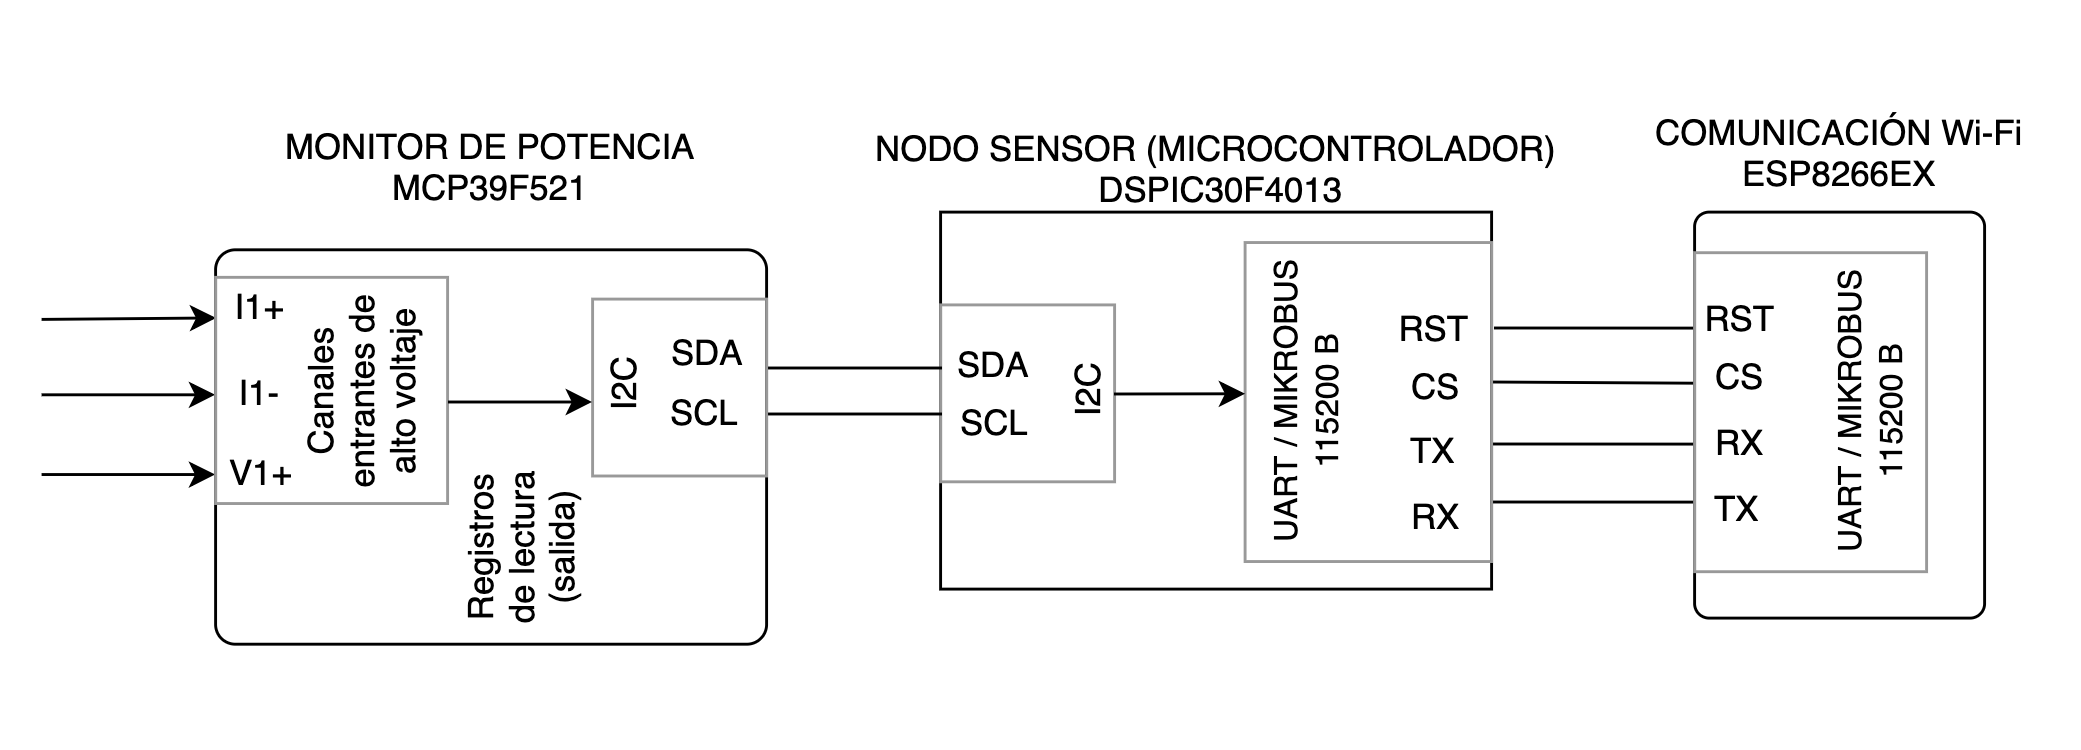 MONITOR DE POTENCIA
MCP39F521
I1+
I1-
V1+
Canales
entrantes de
alto voltaje
Registros
de lectura
(salida)
I2C
SDA
SCL
NODO SENSOR (MICROCONTROLADOR)
DSPIC30F4013
SDA
SCL
I2C
UART / MIKROBUS
115200 B
RST
CS
TX
RX
COMUNICACIÓN Wi-Fi
ESP8266EX
RST
CS
RX
TX
UART / MIKROBUS
115200 B